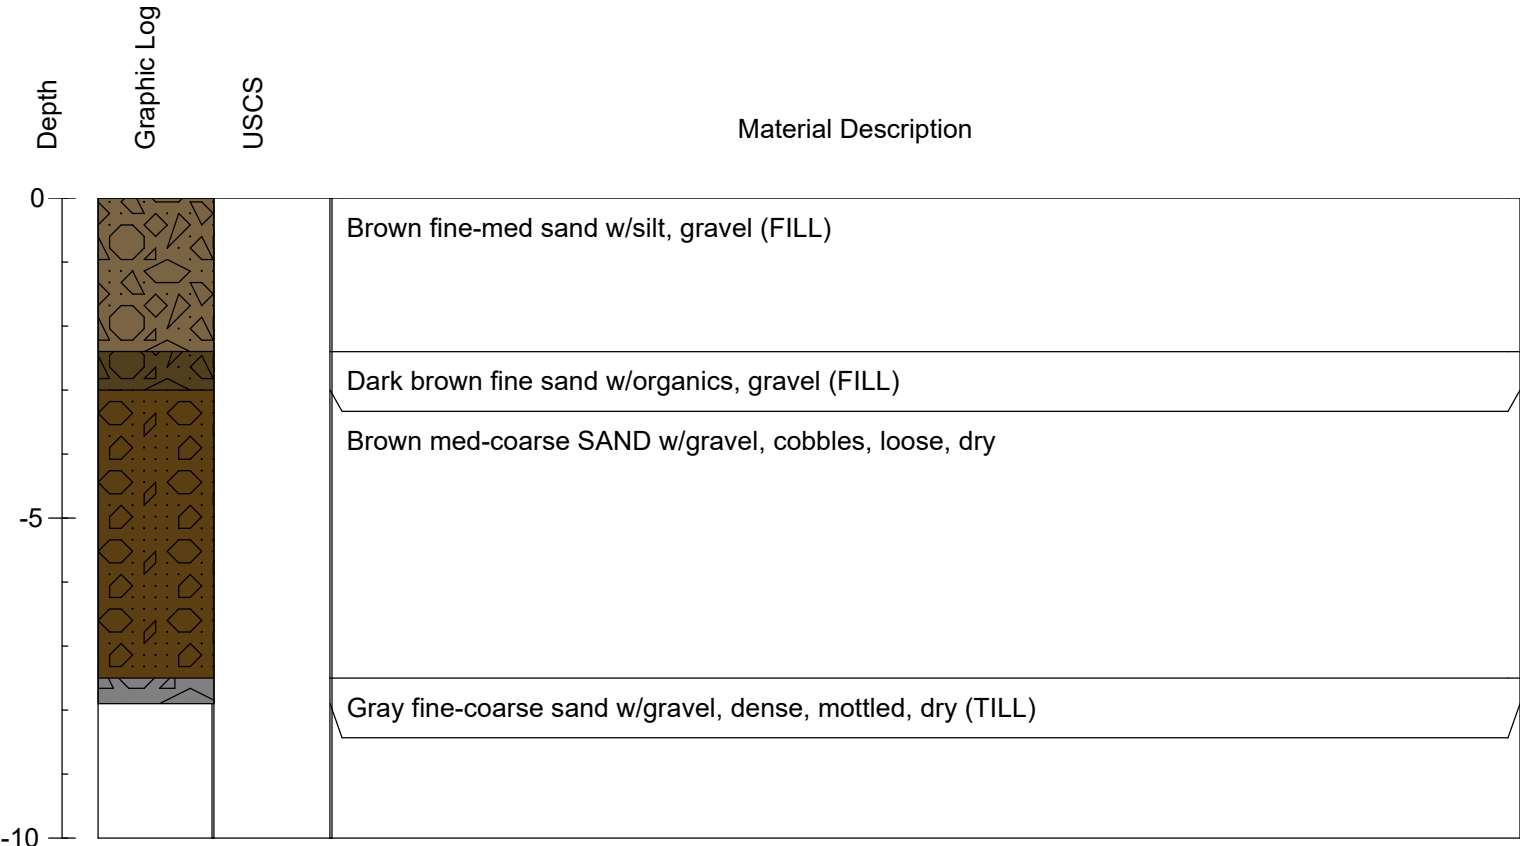 Depth
Graphic Log
USCS
Material Description
0
Brown fine-med sand w/silt, gravel (FILL)
Dark brown fine sand w/organics, gravel (FILL)
Brown med-coarse SAND w/gravel, cobbles, loose, dry
-5
Gray fine-coarse sand w/gravel, dense, mottled, dry (TILL)
-10